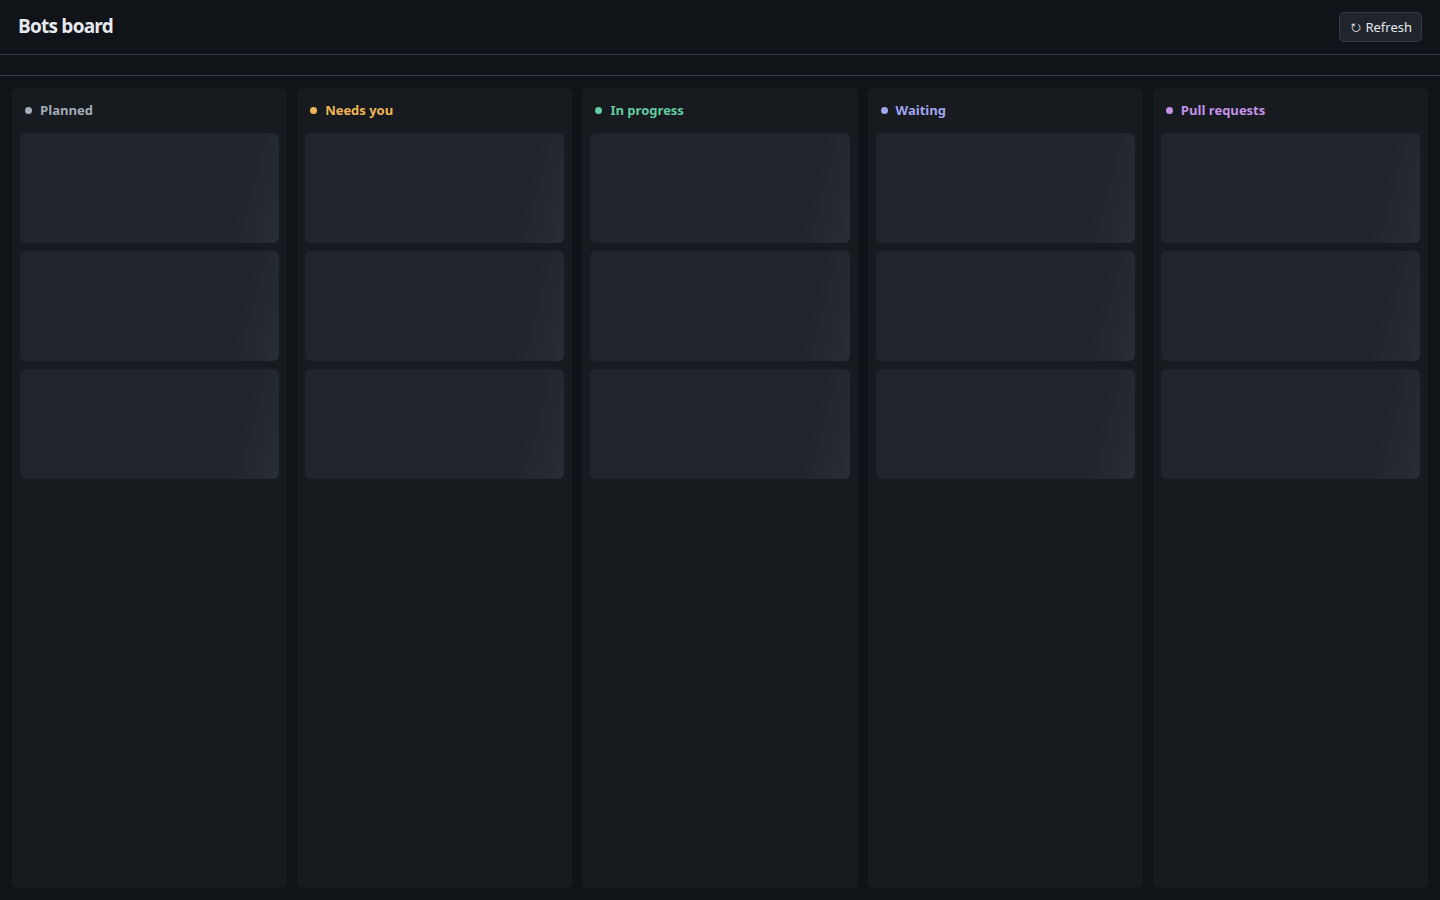 Bots board
↻ Refresh
Planned
Needs you
In progress
Waiting
Pull requests